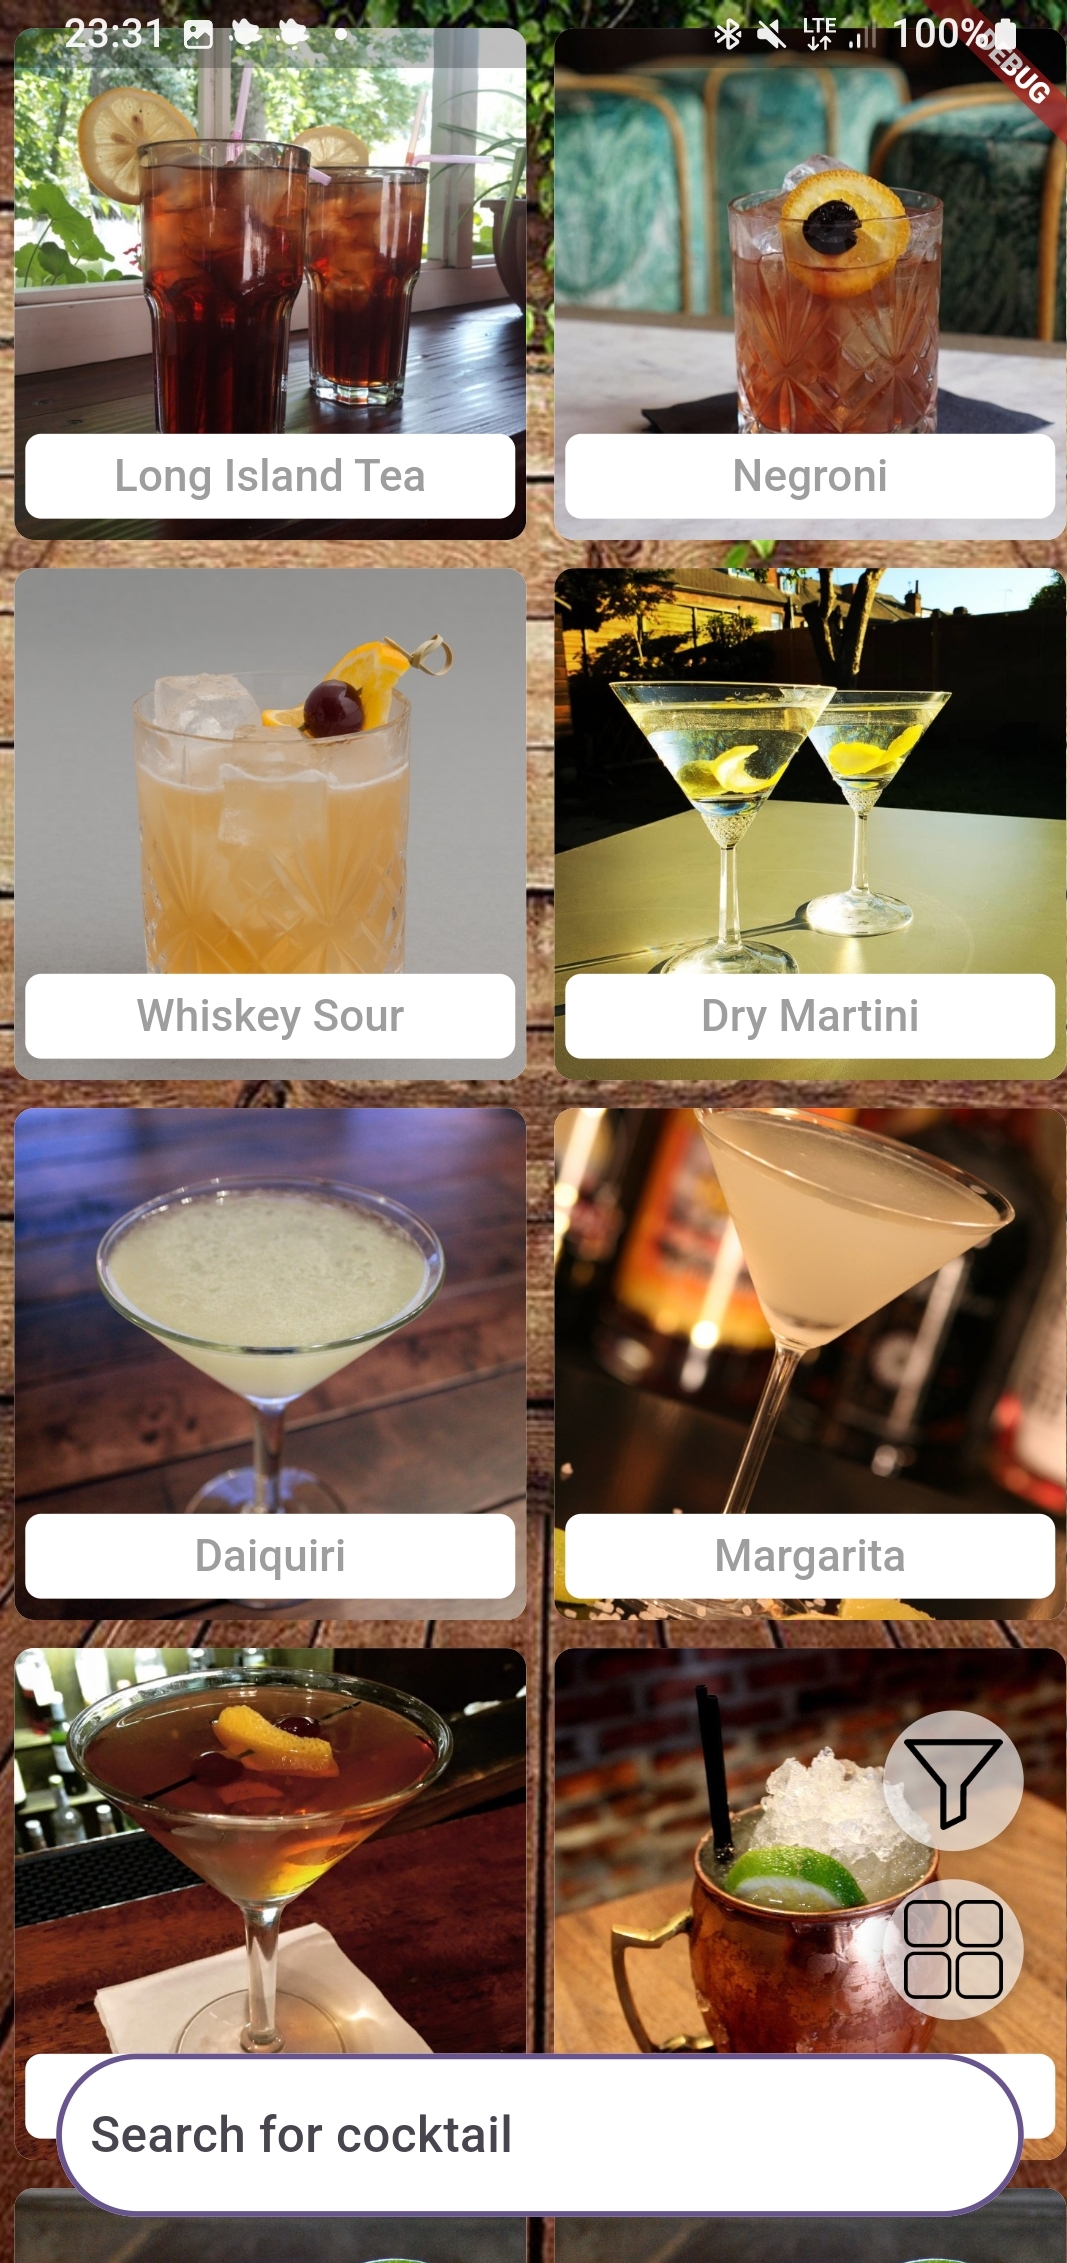 23:31 LTE 100%
DEBUG
Long Island Tea
Negroni
Whiskey Sour
Dry Martini
Daiquiri
Margarita
Search for cocktail